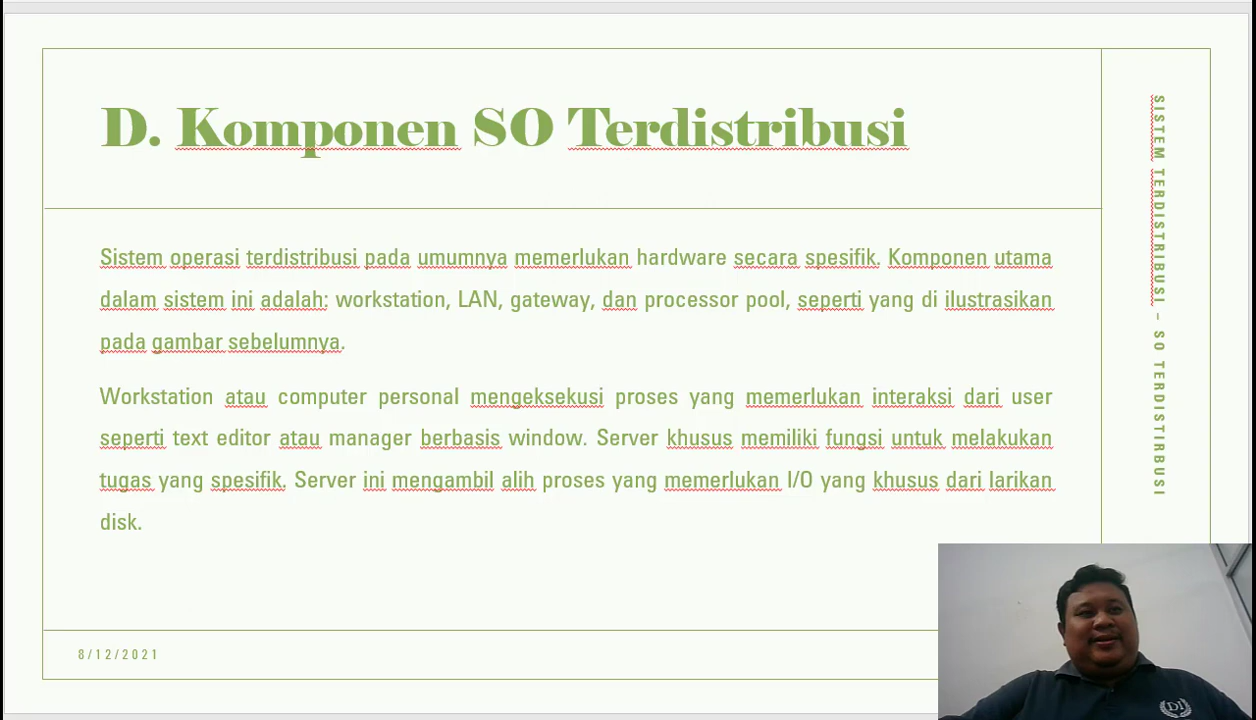 D. Komponen SO Terdistribusi
Sistem operasi terdistribusi pada umumnya memerlukan hardware secara spesifik. Komponen utama
dalam sistem ini adalah: workstation, LAN, gateway, dan processor pool, seperti yang di ilustrasikan
pada gambar sebelumnya.
Workstation atau computer personal mengeksekusi proses yang memerlukan interaksi dari user
seperti text editor atau manager berbasis window. Server khusus memiliki fungsi untuk melakukan
tugas yang spesifik. Server ini mengambil alih proses yang memerlukan I/O yang khusus dari larikan
disk.
8/12/2021
SISTEM TERDISTRIBUSI – SO TERDISTIRBUSI